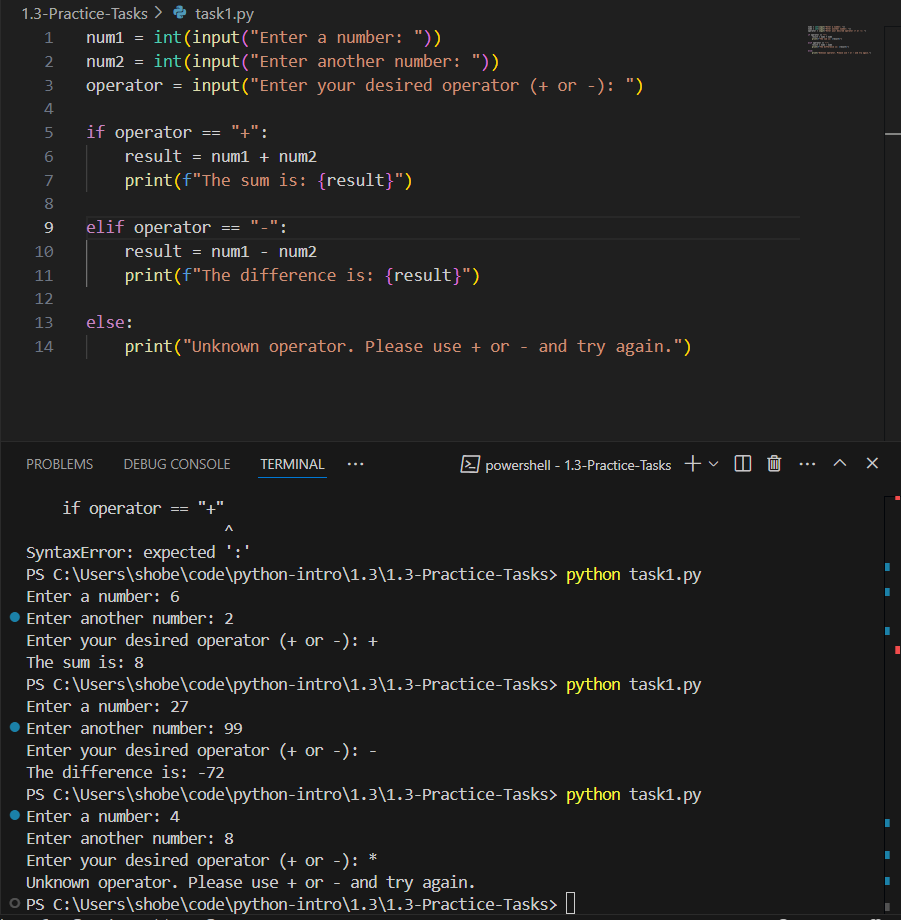 1.3-Practice-Tasks > task1.py
1 num1 = int(input("Enter a number: "))
2 num2 = int(input("Enter another number: "))
3 operator = input("Enter your desired operator (+ or -): ")
4
5 if operator == "+":
6     result = num1 + num2
7     print(f"The sum is: {result}")
8
9 elif operator == "-":
10     result = num1 - num2
11     print(f"The difference is: {result}")
12
13 else:
14     print("Unknown operator. Please use + or - and try again.")
PROBLEMS DEBUG CONSOLE TERMINAL ··· powershell - 1.3-Practice-Tasks
    if operator == "+"
                      ^
SyntaxError: expected ':'
PS C:\Users\shobe\code\python-intro\1.3\1.3-Practice-Tasks> python task1.py
Enter a number: 6
Enter another number: 2
Enter your desired operator (+ or -): +
The sum is: 8
PS C:\Users\shobe\code\python-intro\1.3\1.3-Practice-Tasks> python task1.py
Enter a number: 27
Enter another number: 99
Enter your desired operator (+ or -): -
The difference is: -72
PS C:\Users\shobe\code\python-intro\1.3\1.3-Practice-Tasks> python task1.py
Enter a number: 4
Enter another number: 8
Enter your desired operator (+ or -): *
Unknown operator. Please use + or - and try again.
PS C:\Users\shobe\code\python-intro\1.3\1.3-Practice-Tasks>